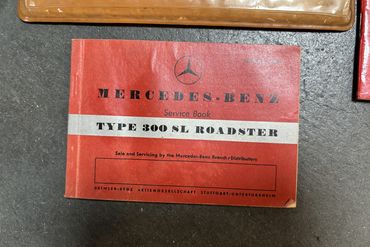 MERCEDES-BENZ
Service Book
TYPE 300 SL ROADSTER
Sale and Servicing by the Mercedes-Benz Branch-/Distributors
DAIMLER-BENZ AKTIENGESELLSCHAFT STUTTGART-UNTERTÜRKHEIM